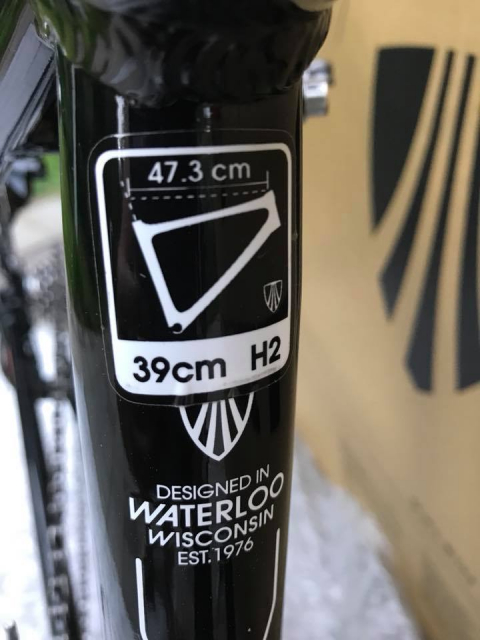 47.3 cm
39cm H2
DESIGNED IN
WATERLOO
WISCONSIN
EST.1976